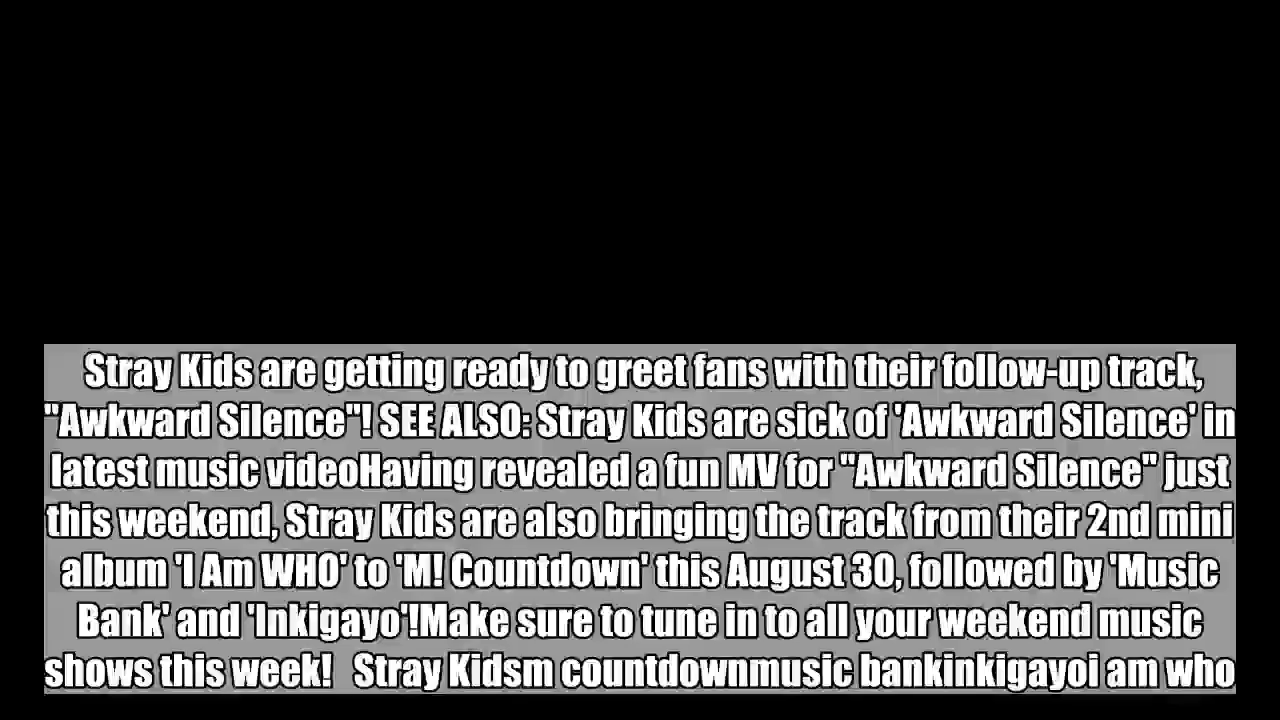 Stray Kids are getting ready to greet fans with their follow-up track,
"Awkward Silence"! SEE ALSO: Stray Kids are sick of 'Awkward Silence' in
latest music videoHaving revealed a fun MV for "Awkward Silence" just
this weekend, Stray Kids are also bringing the track from their 2nd mini
album 'I Am WHO' to 'M! Countdown' this August 30, followed by 'Music
Bank' and 'Inkigayo'!Make sure to tune in to all your weekend music
shows this week!   Stray Kidsm countdownmusic bankinkigayoi am who